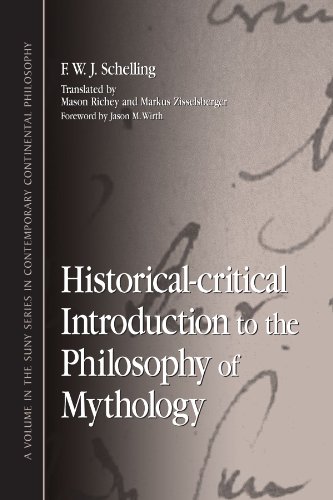 F. W. J. Schelling
Translated by
Mason Richey and Markus Zisselsberger
Foreword by Jason M. Wirth
Historical-critical
Introduction to the
Philosophy of
Mythology
A VOLUME IN THE SUNY SERIES IN CONTEMPORARY CONTINENTAL PHILOSOPHY